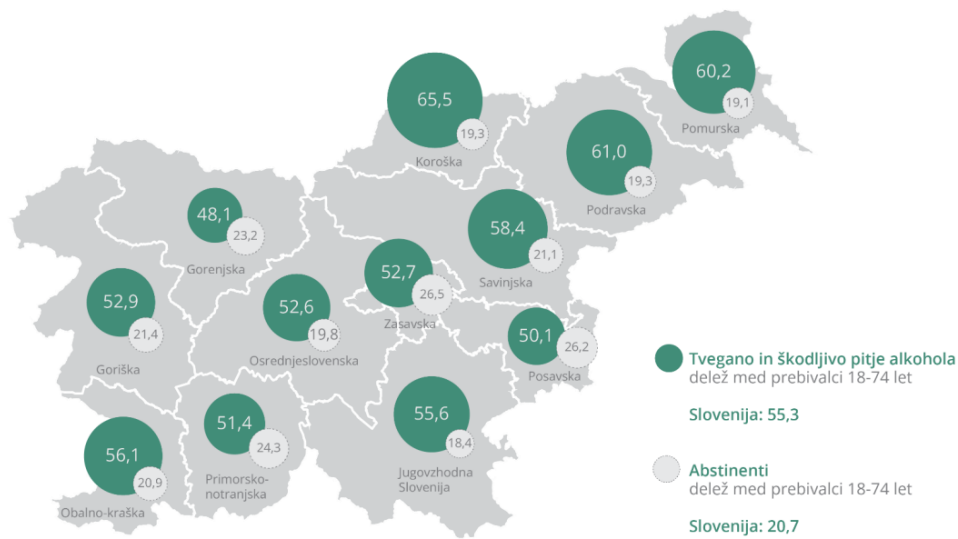 60,2
19,1
Pomurska
65,5
19,3
Koroška
61,0
19,3
Podravska
48,1
23,2
Gorenjska
58,4
21,1
Savinjska
52,7
26,5
Zasavska
52,9
21,4
Goriška
52,6
19,8
Osrednjeslovenska
50,1
26,2
Posavska
51,4
24,3
Primorsko-
notranjska
55,6
18,4
Jugovzhodna
Slovenija
56,1
20,9
Obalno-kraška
Tvegano in škodljivo pitje alkohola
delež med prebivalci 18-74 let
Slovenija: 55,3
Abstinenti
delež med prebivalci 18-74 let
Slovenija: 20,7